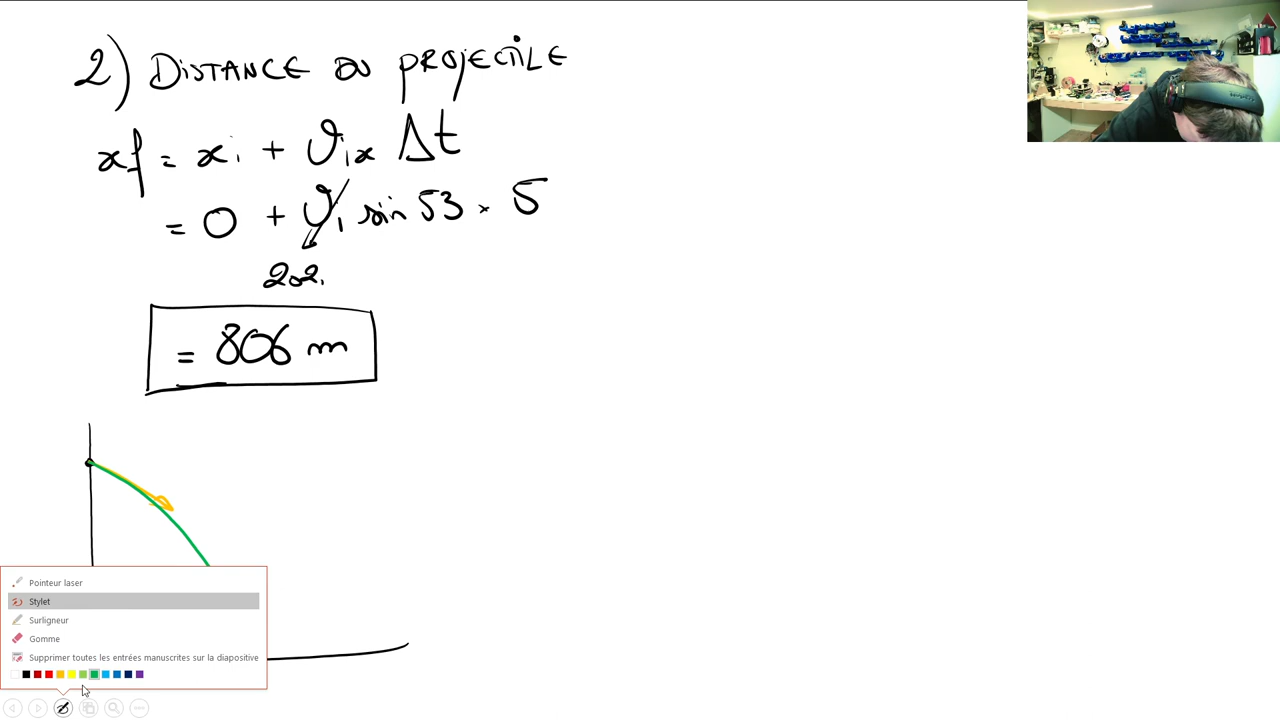 2) DISTANCE DU PROJECTILE
xf = xi + vix Δt
= 0 + v1 sin 53 × 5
202.
= 806 m
Pointeur laser
Stylet
Surligneur
Gomme
Supprimer toutes les entrées manuscrites sur la diapositive